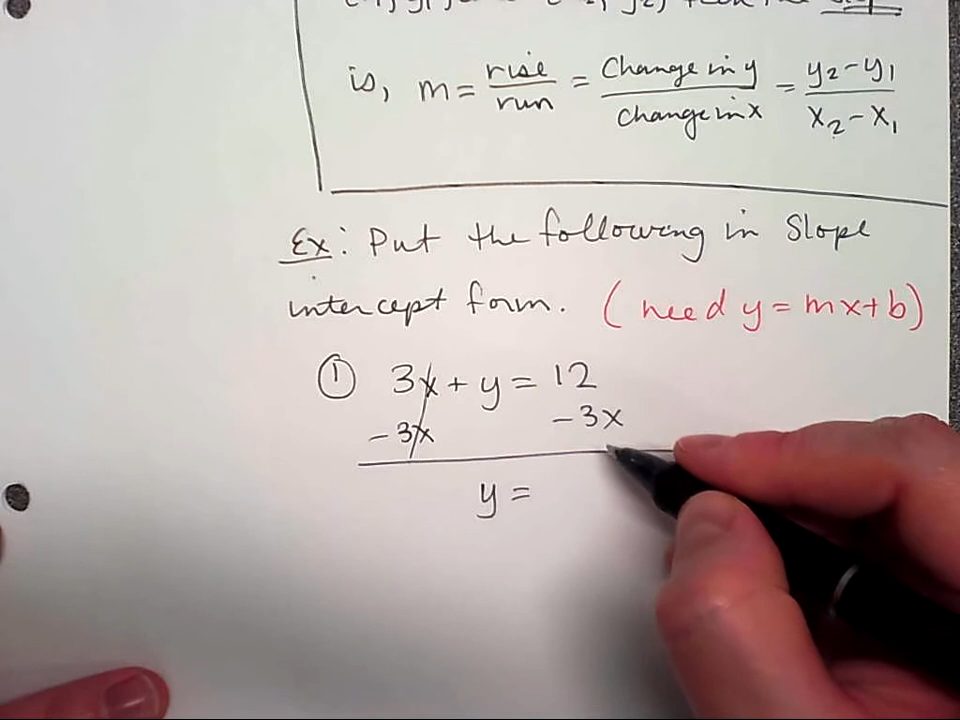 is, m = rise/run = Change in y/change in x = y₂-y₁/x₂-x₁
Ex: Put the following in Slope
intercept form. (need y = mx+b)
① 3x + y = 12
-3x -3x
y =